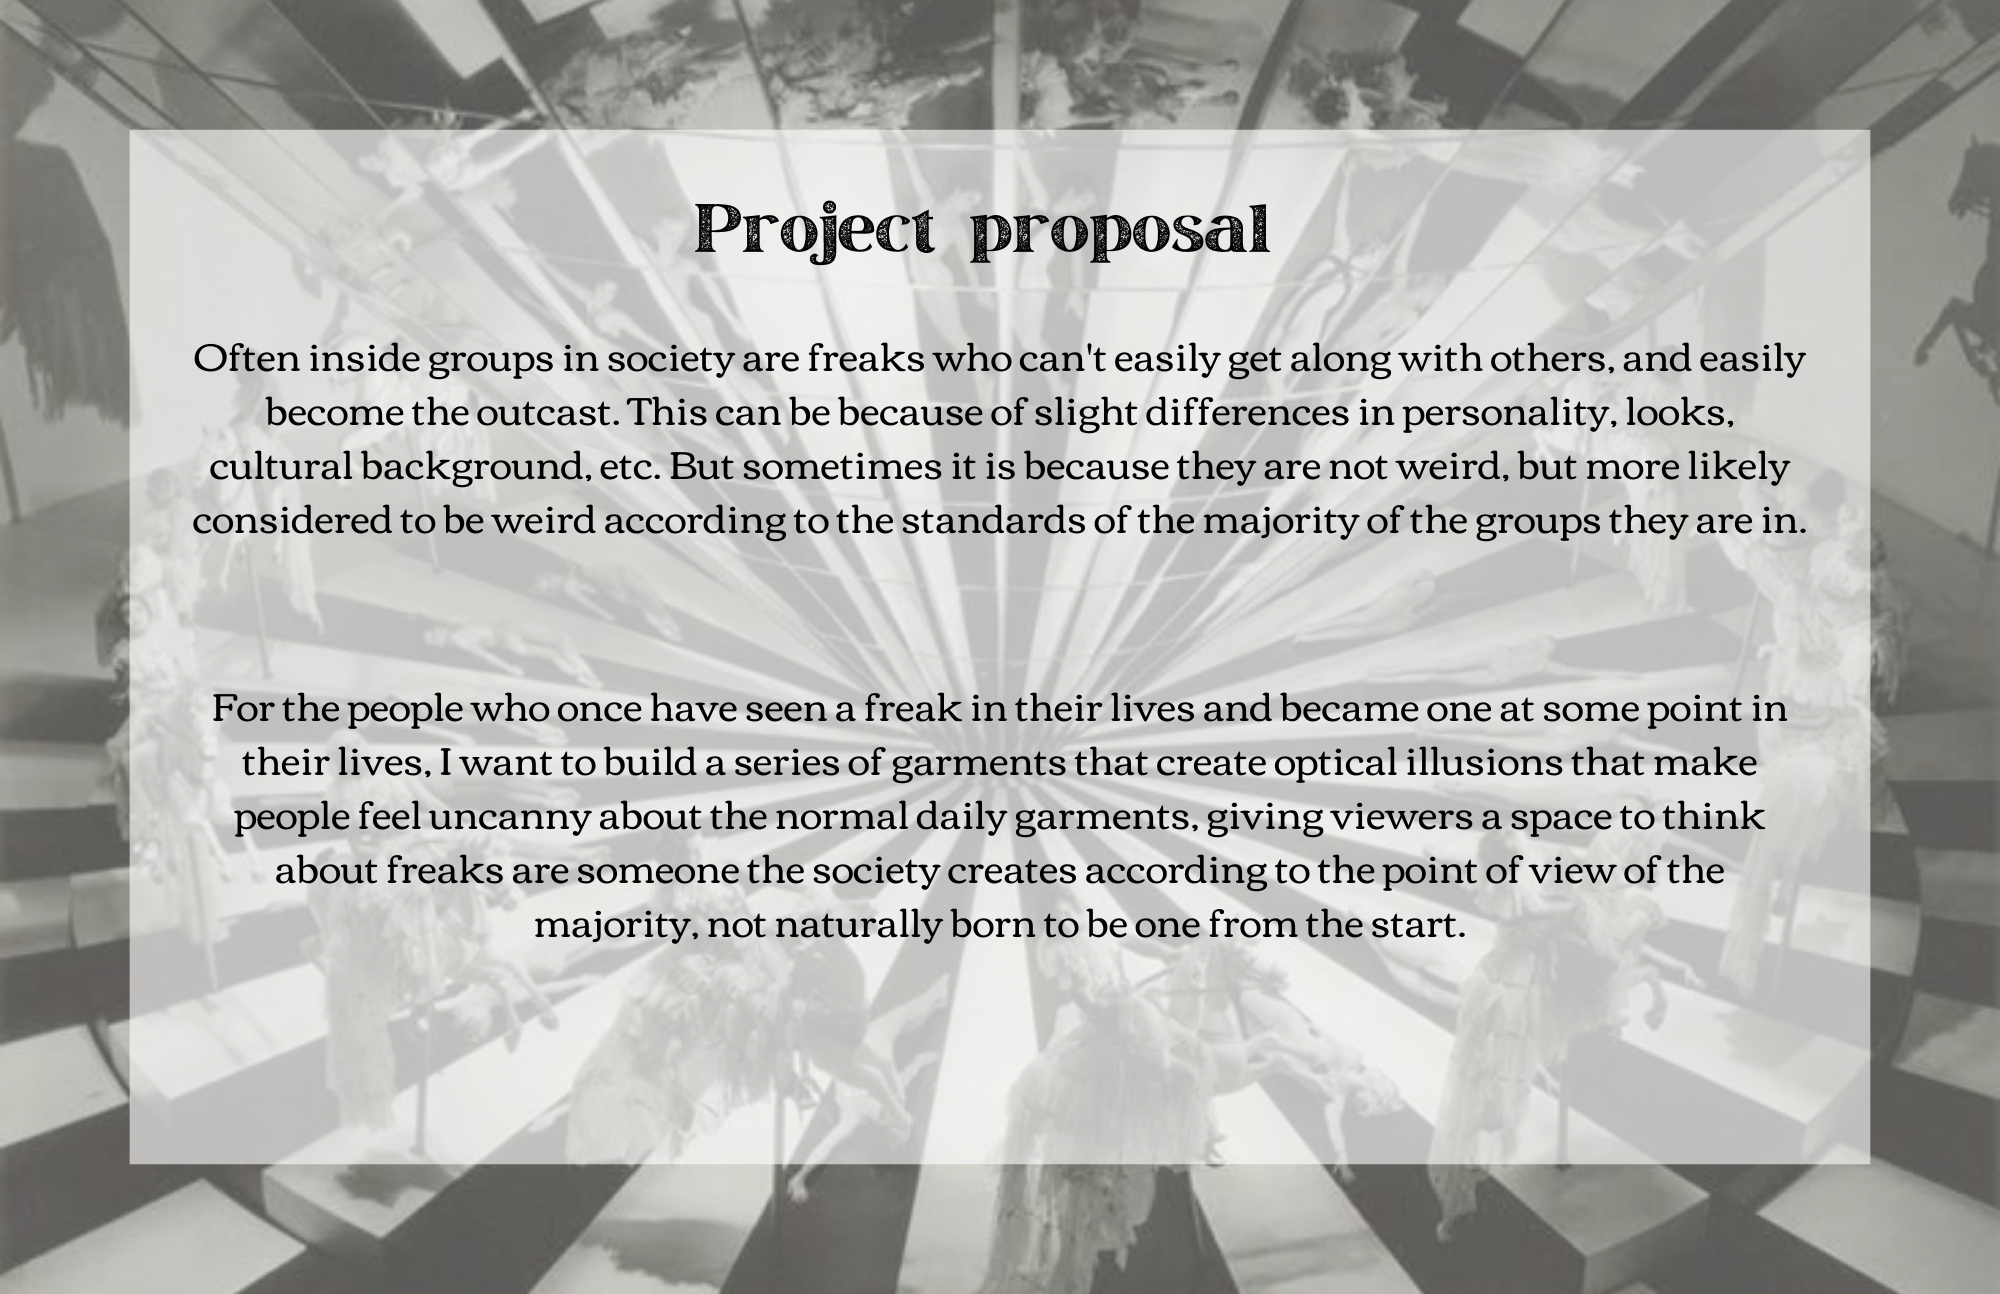 Project proposal
Often inside groups in society are freaks who can't easily get along with others, and easily
become the outcast. This can be because of slight differences in personality, looks,
cultural background, etc. But sometimes it is because they are not weird, but more likely
considered to be weird according to the standards of the majority of the groups they are in.
For the people who once have seen a freak in their lives and became one at some point in
their lives, I want to build a series of garments that create optical illusions that make
people feel uncanny about the normal daily garments, giving viewers a space to think
about freaks are someone the society creates according to the point of view of the
majority, not naturally born to be one from the start.